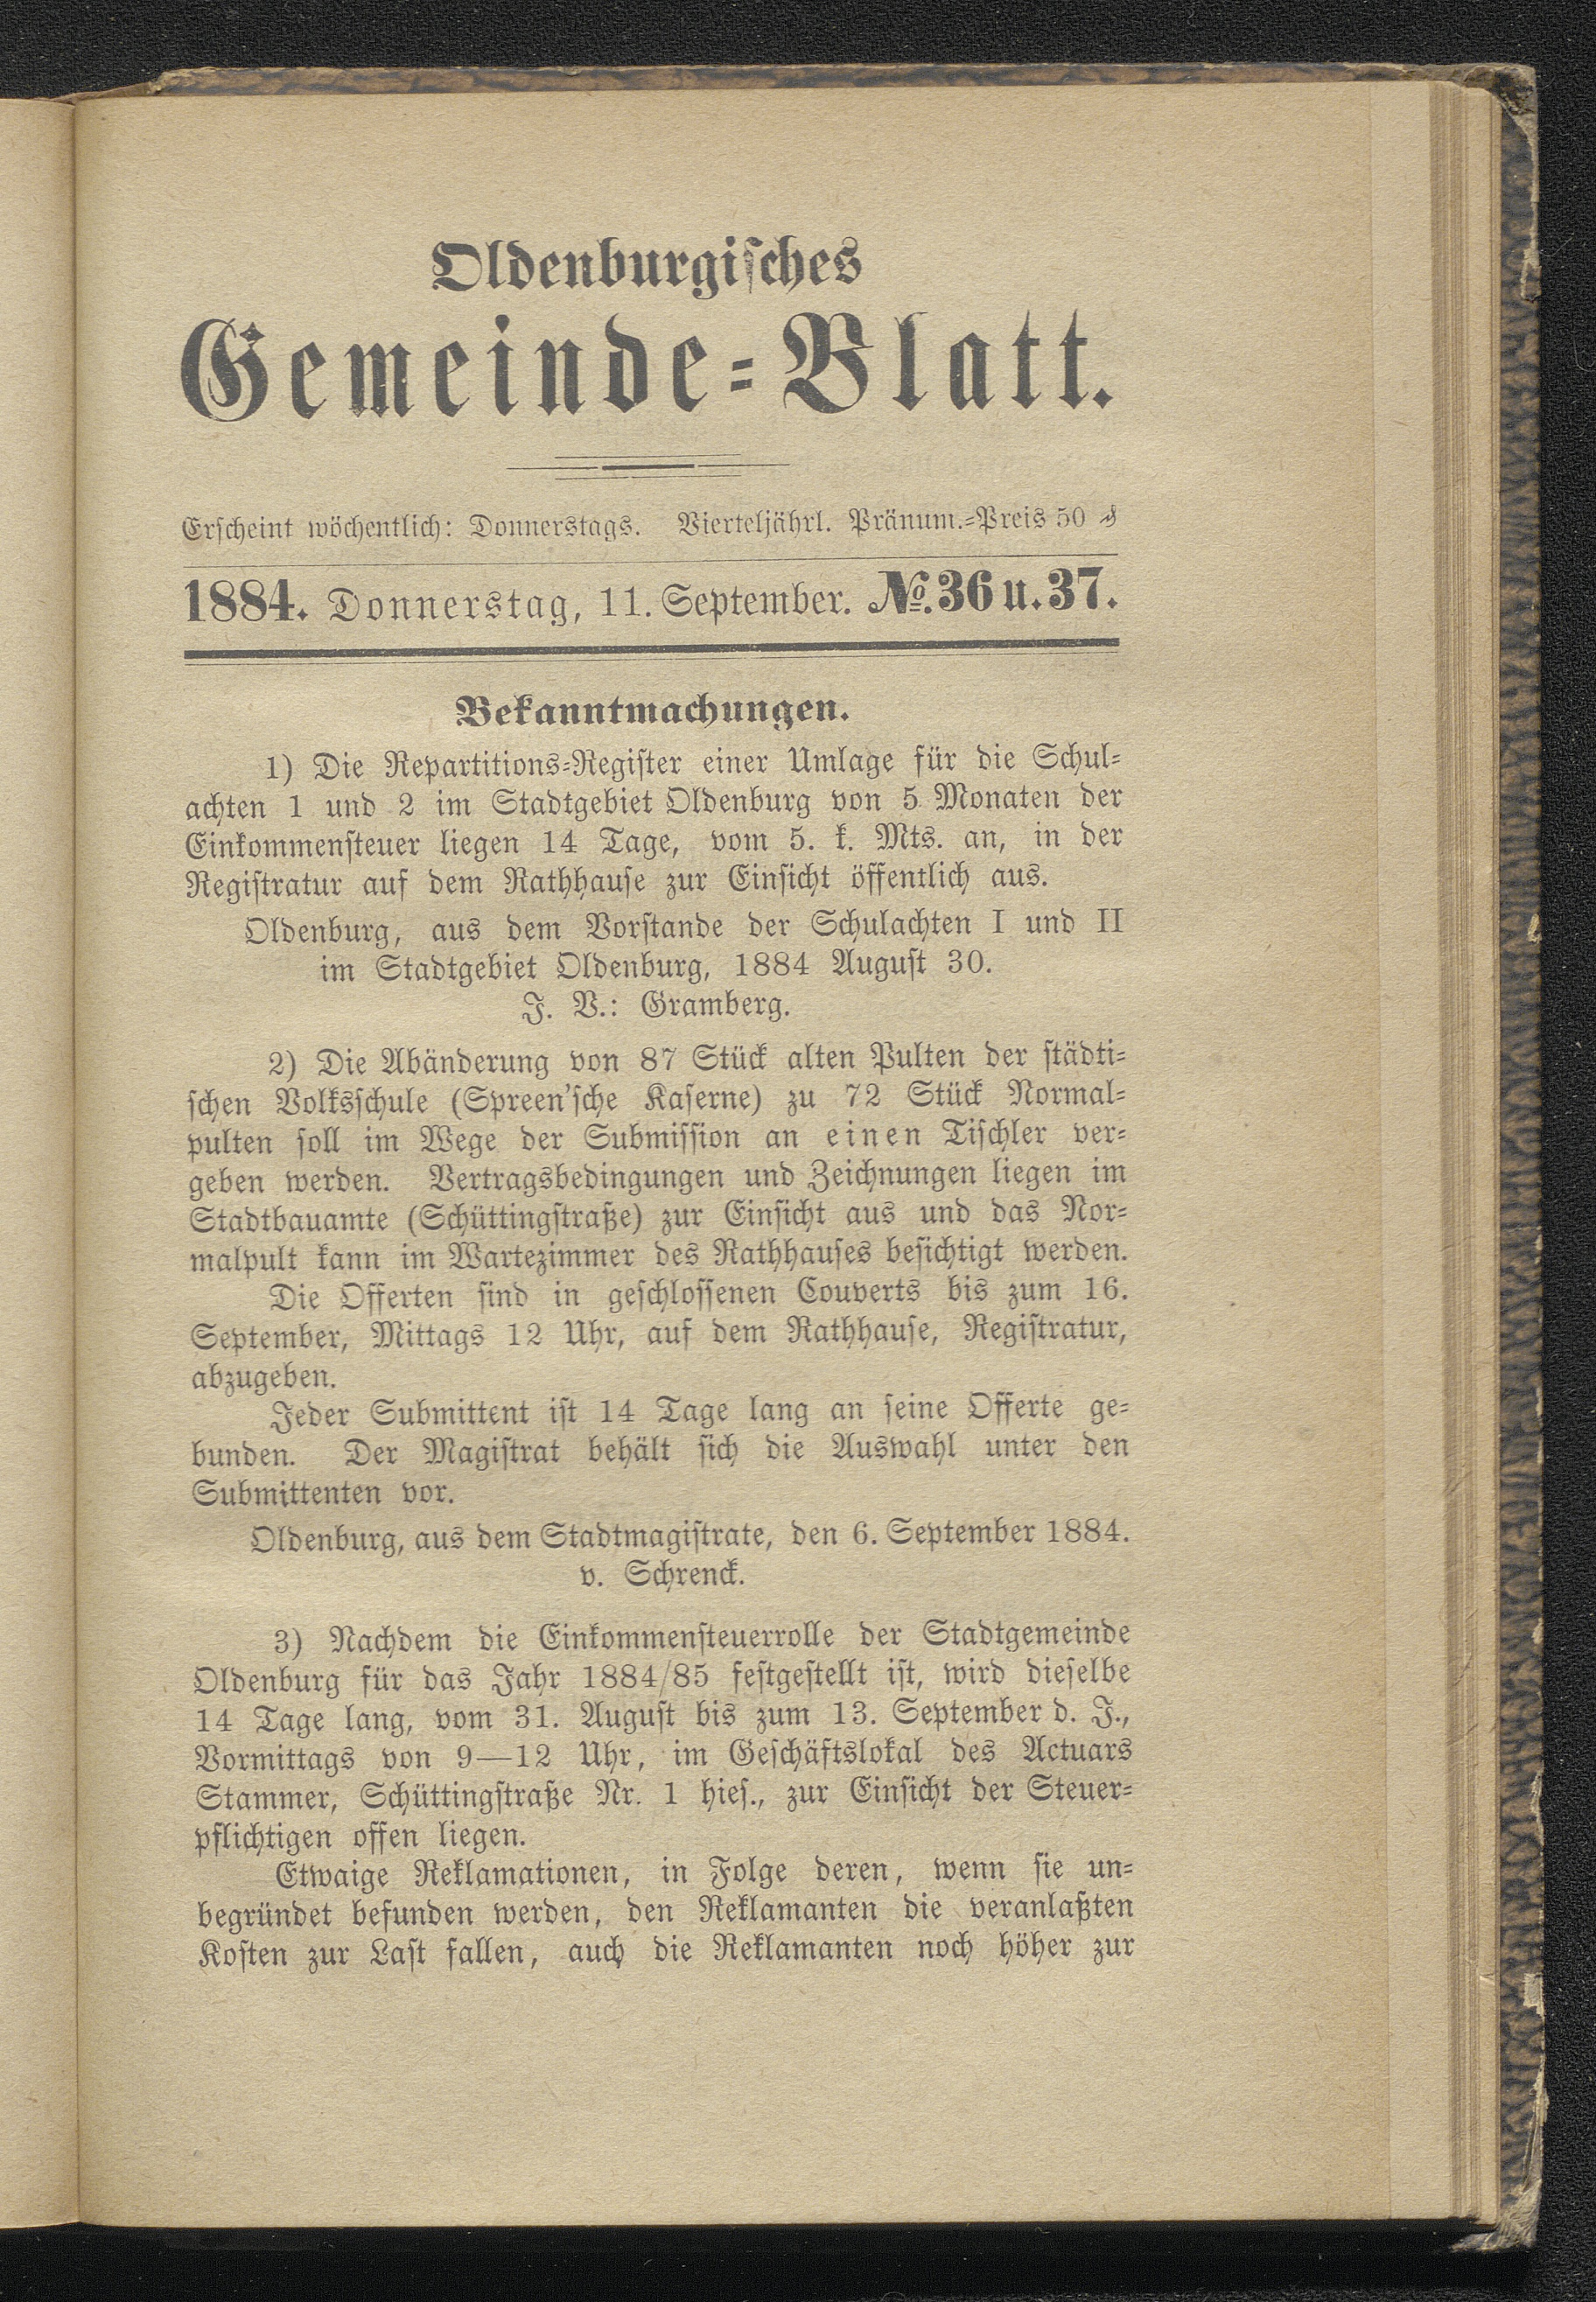 Oldenburgiſches
Gemeinde-Blatt.
Erſcheint wöchentlich: Donnerstags. Vierteljährl. Pränum.-Preis 50 ₰
1884. Donnerstag, 11. September. №. 36 u. 37.
Bekanntmachungen.
1) Die Repartitions-Regiſter einer Umlage für die Schul-
achten 1 und 2 im Stadtgebiet Oldenburg von 5 Monaten der
Einkommenſteuer liegen 14 Tage, vom 5. k. Mts. an, in der
Regiſtratur auf dem Rathhauſe zur Einſicht öffentlich aus.
Oldenburg, aus dem Vorſtande der Schulachten I und II
im Stadtgebiet Oldenburg, 1884 Auguſt 30.
J. V.: Gramberg.
2) Die Abänderung von 87 Stück alten Pulten der ſtädti-
ſchen Volksſchule (Spreen'ſche Kaſerne) zu 72 Stück Normal-
pulten ſoll im Wege der Submiſſion an einen Tiſchler ver-
geben werden. Vertragsbedingungen und Zeichnungen liegen im
Stadtbauamte (Schüttingſtraße) zur Einſicht aus und das Nor-
malpult kann im Wartezimmer des Rathhauſes beſichtigt werden.
Die Offerten ſind in geſchloſſenen Couverts bis zum 16.
September, Mittags 12 Uhr, auf dem Rathhauſe, Regiſtratur,
abzugeben.
Jeder Submittent iſt 14 Tage lang an ſeine Offerte ge-
bunden. Der Magiſtrat behält ſich die Auswahl unter den
Submittenten vor.
Oldenburg, aus dem Stadtmagiſtrate, den 6. September 1884.
v. Schrenck.
3) Nachdem die Einkommenſteuerrolle der Stadtgemeinde
Oldenburg für das Jahr 1884/85 feſtgeſtellt iſt, wird dieſelbe
14 Tage lang, vom 31. Auguſt bis zum 13. September d. J.,
Vormittags von 9—12 Uhr, im Geſchäftslokal des Actuars
Stammer, Schüttingſtraße Nr. 1 hieſ., zur Einſicht der Steuer-
pflichtigen offen liegen.
Etwaige Reklamationen, in Folge deren, wenn ſie un-
begründet befunden werden, den Reklamanten die veranlaßten
Koſten zur Laſt fallen, auch die Reklamanten noch höher zur